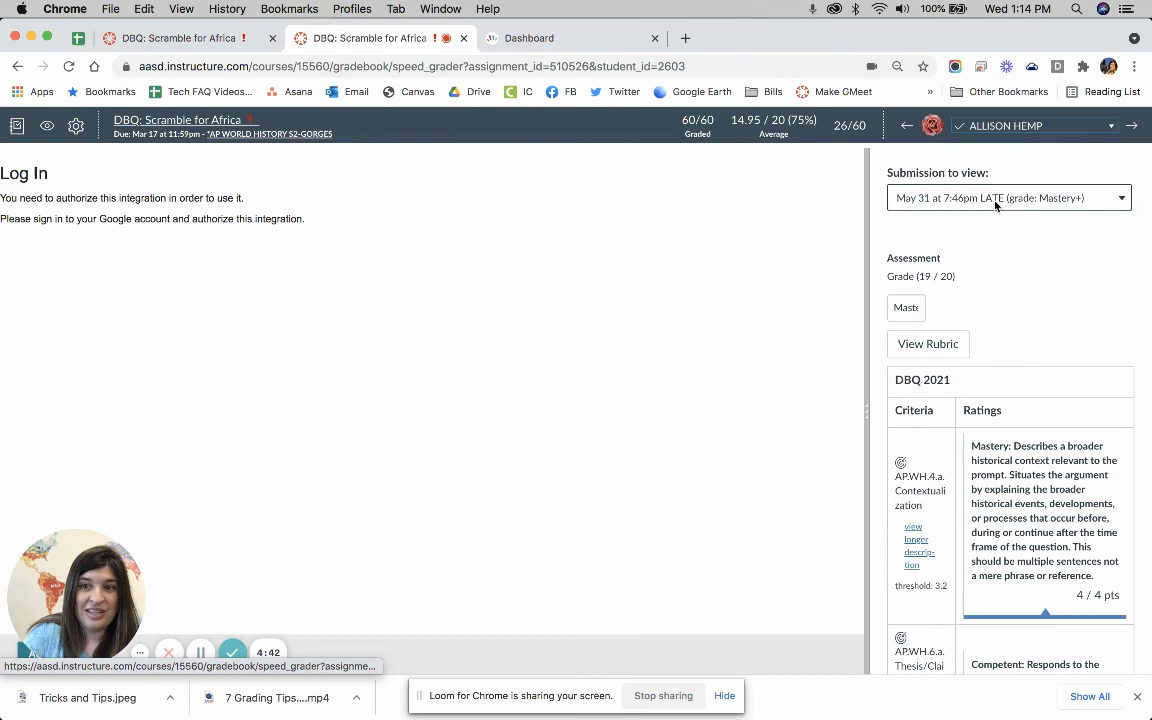 Chrome File Edit View History Bookmarks Profiles Tab Window Help 100% Wed 1:14 PM
DBQ: Scramble for Africa ❗ × DBQ: Scramble for Africa ❗ × Dashboard × +
aasd.instructure.com/courses/15560/gradebook/speed_grader?assignment_id=510526&student_id=2603
Apps Bookmarks Tech FAQ Videos... Asana Email Canvas Drive IC FB Twitter Google Earth Bills Make GMeet » Other Bookmarks Reading List
DBQ: Scramble for Africa ❗
Due: Mar 17 at 11:59pm - *AP WORLD HISTORY S2-GORGES
60/60
Graded
14.95 / 20 (75%)
Average
26/60
ALLISON HEMP
Log In
You need to authorize this integration in order to use it.
Please sign in to your Google account and authorize this integration.
Submission to view:
May 31 at 7:46pm LATE (grade: Mastery+)
Assessment
Grade (19 / 20)
Maste
View Rubric
DBQ 2021
Criteria Ratings
AP.WH.4.a.
Contextuali
zation
view
longer
descrip-
tion
threshold: 3.2
Mastery: Describes a broader
historical context relevant to the
prompt. Situates the argument
by explaining the broader
historical events, developments,
or processes that occur before,
during or continue after the time
frame of the question. This
should be multiple sentences not
a mere phrase or reference.
4 / 4 pts
AP.WH.6.a.
Thesis/Clai
Competent: Responds to the
4:42
https://aasd.instructure.com/courses/15560/gradebook/speed_grader?assignme...
Tricks and Tips.jpeg
7 Grading Tips....mp4
Loom for Chrome is sharing your screen.
Stop sharing
Hide
Show All